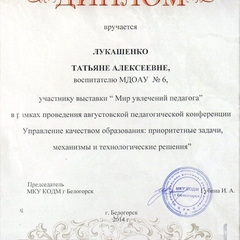 ДИПЛОМ
вручается
ЛУКАШЕНКО
ТАТЬЯНЕ АЛЕКСЕЕВНЕ,
воспитателю МДОАУ № 6,
участнику выставки “ Мир увлечений педагога”
в рамках проведения августовской педагогической конференции
Управление качеством образования: приоритетные задачи,
механизмы и технологические решения”
Председатель
МКУ КОДМ г Белогорск
Губина И. А.
г. Белогорск
2014 г